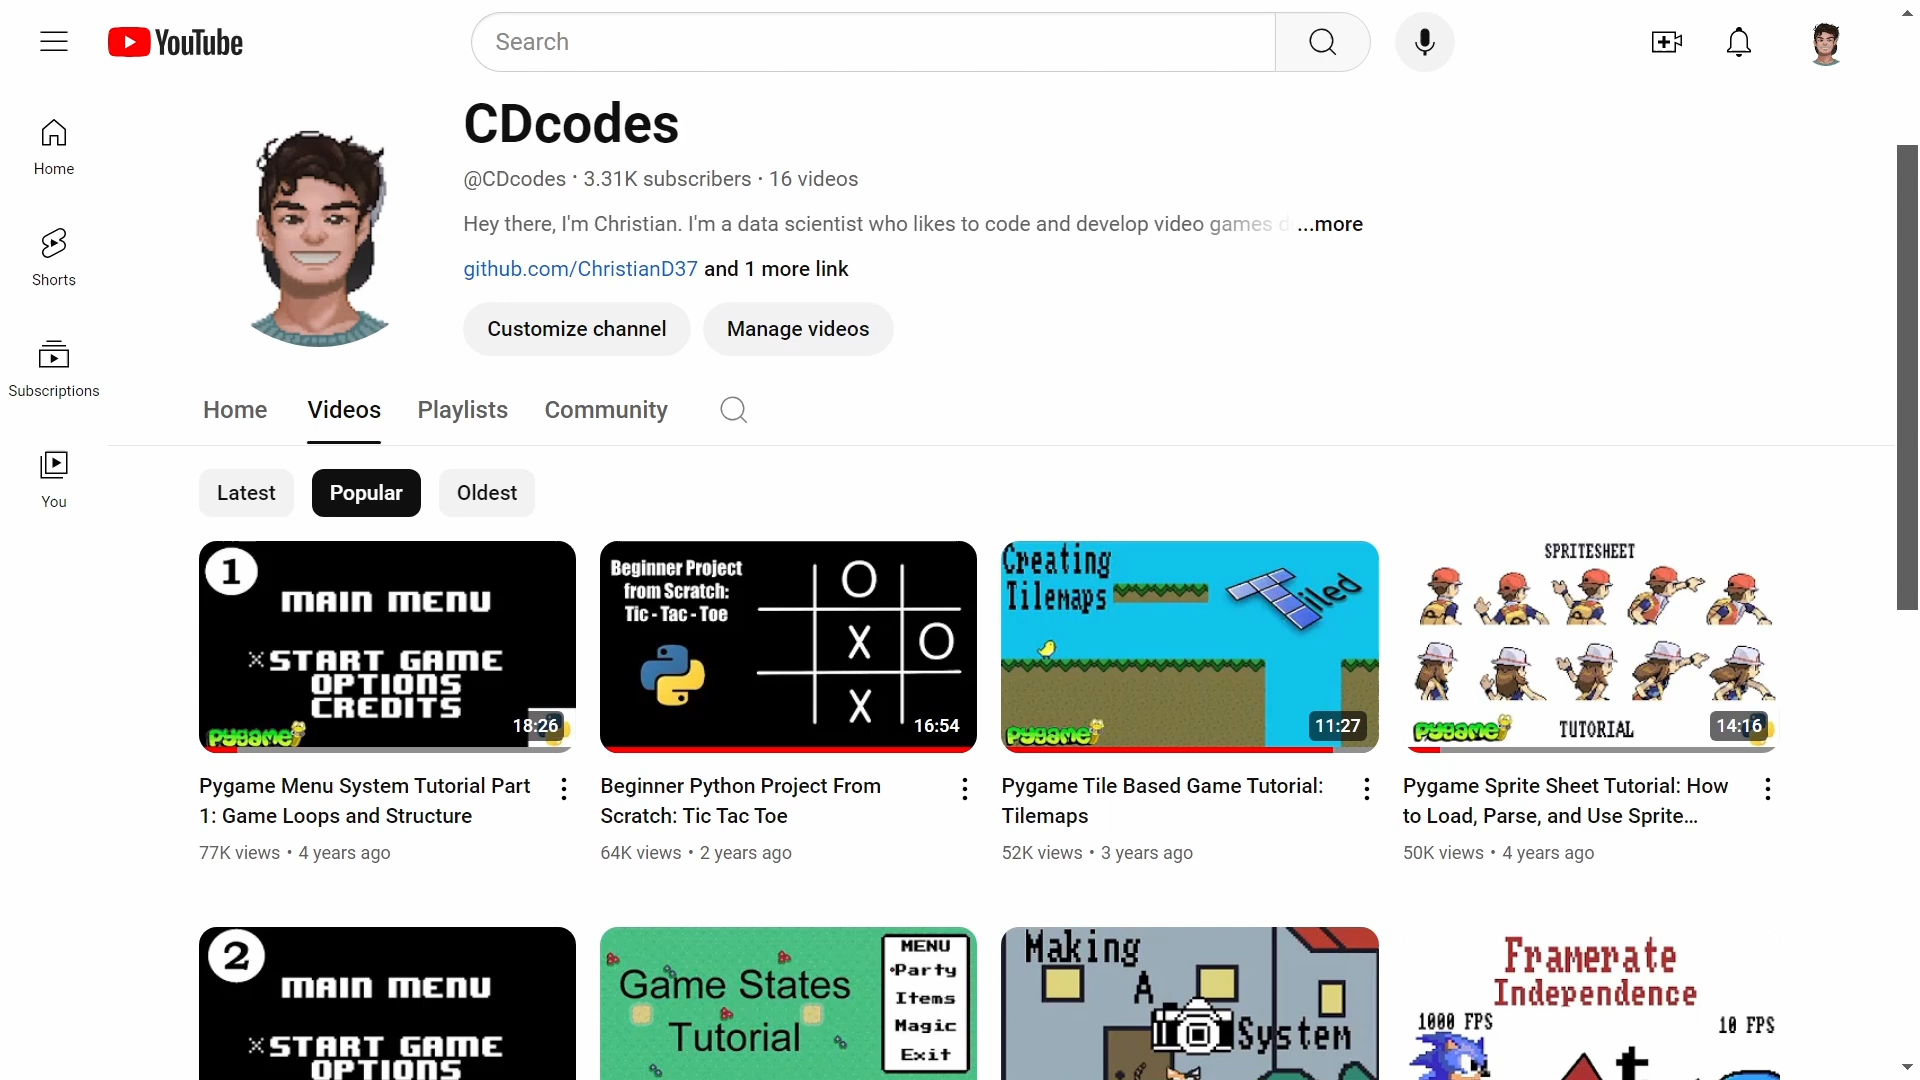 YouTube
Search
Home
Shorts
Subscriptions
You
CDcodes
@CDcodes · 3.31K subscribers · 16 videos
Hey there, I'm Christian. I'm a data scientist who likes to code and develop video games ...more
github.com/ChristianD37 and 1 more link
Customize channel
Manage videos
Home
Videos
Playlists
Community
Latest
Popular
Oldest
1
MAIN MENU
×START GAME
OPTIONS
CREDITS
pygame
18:26
Pygame Menu System Tutorial Part
1: Game Loops and Structure
77K views • 4 years ago
Beginner Project
from Scratch:
Tic - Tac - Toe
O
X O
X
16:54
Beginner Python Project From
Scratch: Tic Tac Toe
64K views • 2 years ago
Creating
Tilemaps
Tiled
pygame
11:27
Pygame Tile Based Game Tutorial:
Tilemaps
52K views • 3 years ago
SPRITESHEET
pygame
TUTORIAL
14:16
Pygame Sprite Sheet Tutorial: How
to Load, Parse, and Use Sprite...
50K views • 4 years ago
2
MAIN MENU
×START GAME
OPTIONS
Game States
Tutorial
MENU
Party
Items
Magic
Exit
Making
A
System
Framerate
Independence
1000 FPS
10 FPS
t